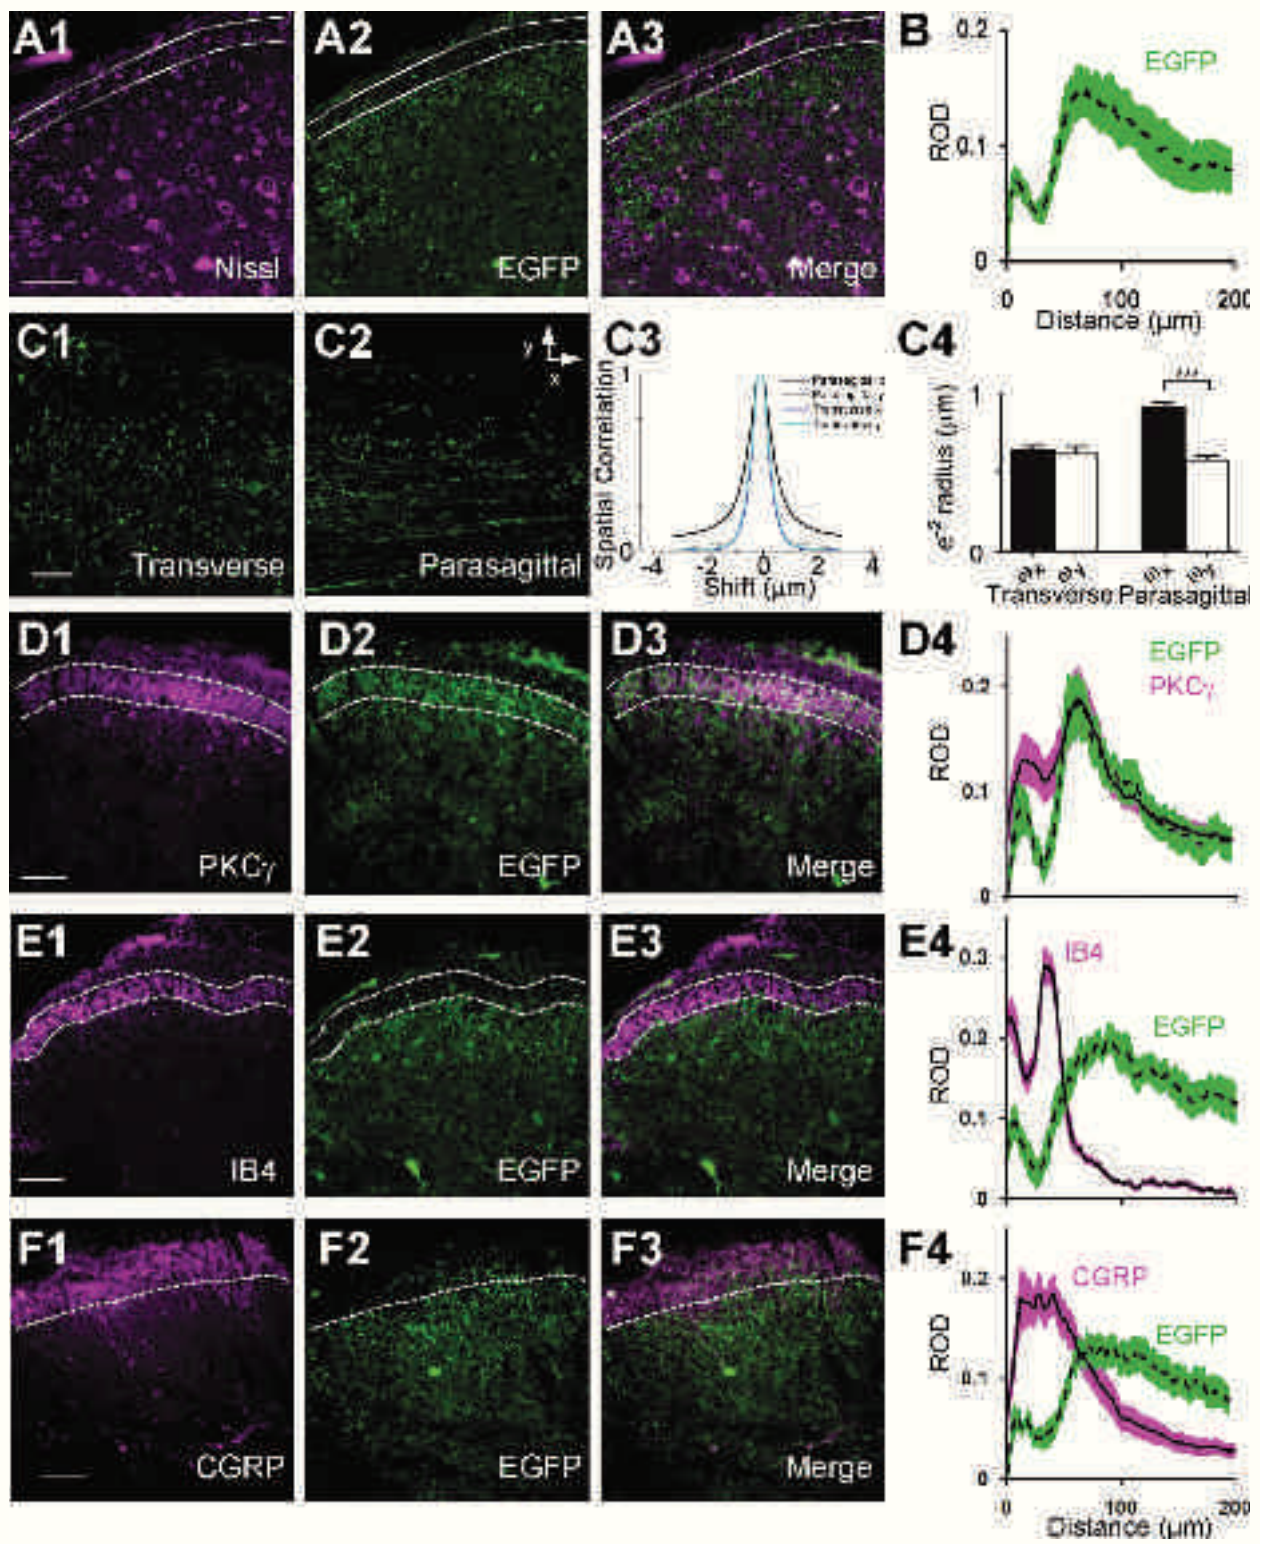 A1
Nissl
A2
EGFP
A3
Merge
B
0.2
EGFP
ROD
0.1
0
0
100
200
Distance (µm)
C1
Transverse
C2
y
x
Parasagittal
C3
Spatial Correlation
1
0
-4
-2
0
2
4
Shift (µm)
C4
e⁻² radius (µm)
1
0
Transverse Parasagittal
D1
PKCγ
D2
EGFP
D3
Merge
D4
EGFP
PKCγ
0.2
ROD
0.1
0
E1
IB4
E2
EGFP
E3
Merge
E4
0.3
IB4
EGFP
0.2
ROD
0.1
0
F1
CGRP
F2
EGFP
F3
Merge
F4
0.2
CGRP
EGFP
ROD
0.1
0
0
100
200
Distance (µm)